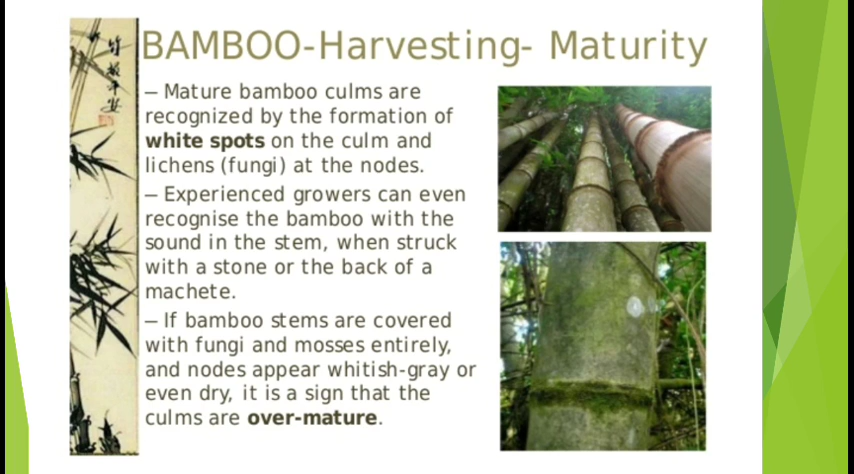 BAMBOO-Harvesting- Maturity
– Mature bamboo culms are
recognized by the formation of
white spots on the culm and
lichens (fungi) at the nodes.
– Experienced growers can even
recognise the bamboo with the
sound in the stem, when struck
with a stone or the back of a
machete.
– If bamboo stems are covered
with fungi and mosses entirely,
and nodes appear whitish-gray or
even dry, it is a sign that the
culms are over-mature.